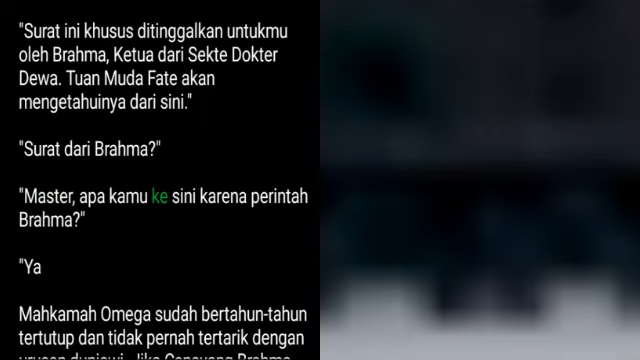 "Surat ini khusus ditinggalkan untukmu
oleh Brahma, Ketua dari Sekte Dokter
Dewa. Tuan Muda Fate akan
mengetahuinya dari sini."
"Surat dari Brahma?"
"Master, apa kamu ke sini karena perintah
Brahma?"
"Ya
Mahkamah Omega sudah bertahun-tahun
tertutup dan tidak pernah tertarik dengan